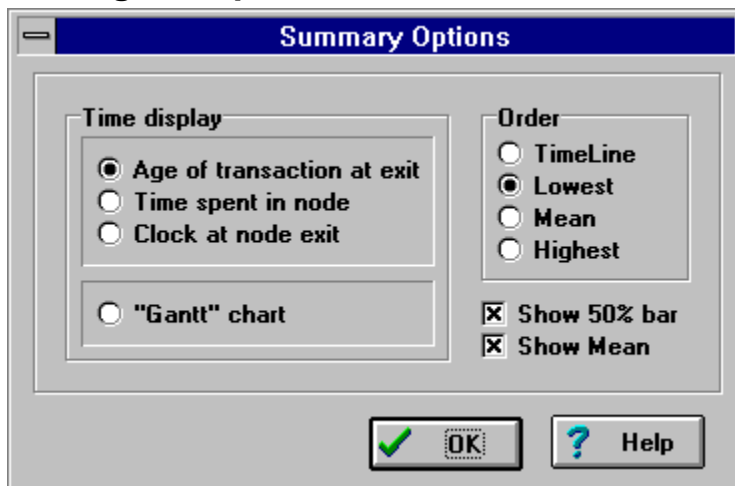 Summary Options
Time display
Age of transaction at exit
Time spent in node
Clock at node exit
"Gantt" chart
Order
TimeLine
Lowest
Mean
Highest
Show 50% bar
Show Mean
OK
? Help